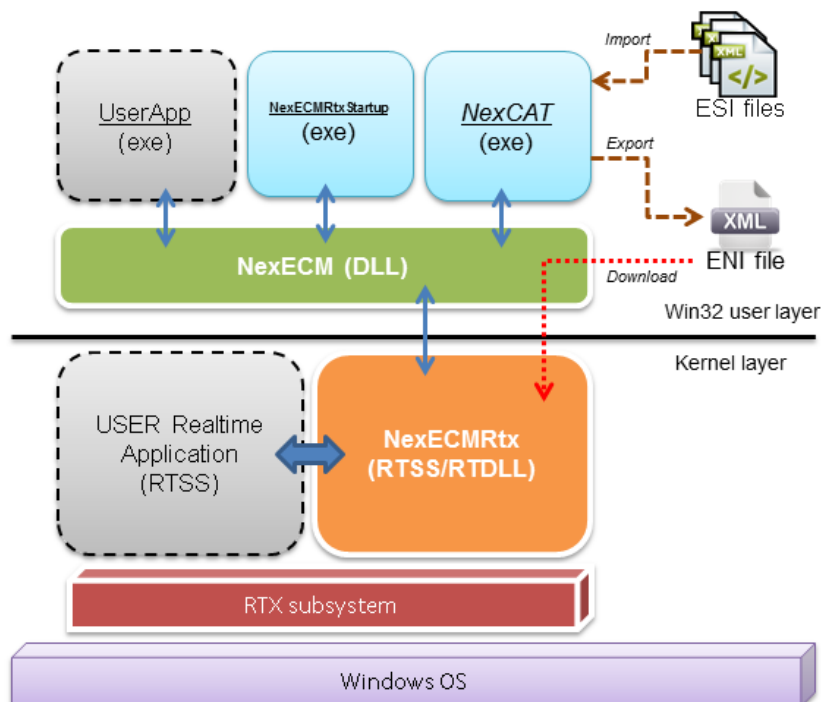 Import
XML
</>
ESI files
UserApp
(exe)
NexECMRtxStartup
(exe)
NexCAT
(exe)
Export
XML
ENI file
NexECM (DLL)
Download
Win32 user layer
Kernel layer
USER Realtime
Application
(RTSS)
NexECMRtx
(RTSS/RTDLL)
RTX subsystem
Windows OS